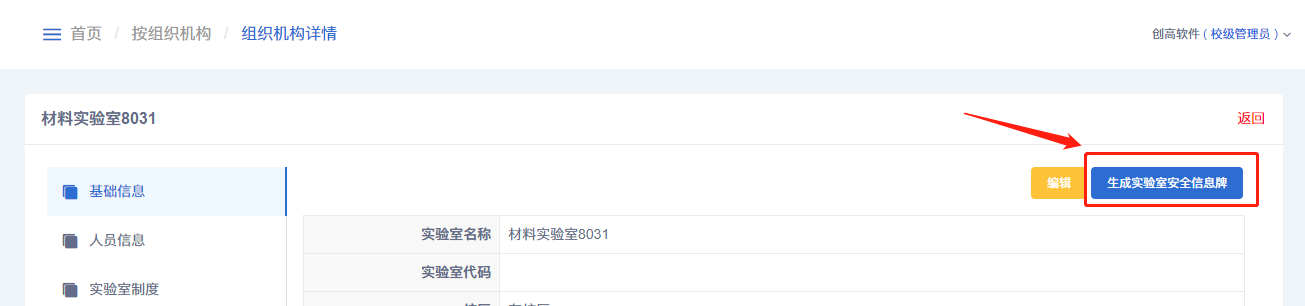 首页 / 按组织机构 / 组织机构详情
创高软件 ( 校级管理员 )
材料实验室8031
返回
基础信息
人员信息
实验室制度
编辑
生成实验室安全信息牌
实验室名称 材料实验室8031
实验室代码